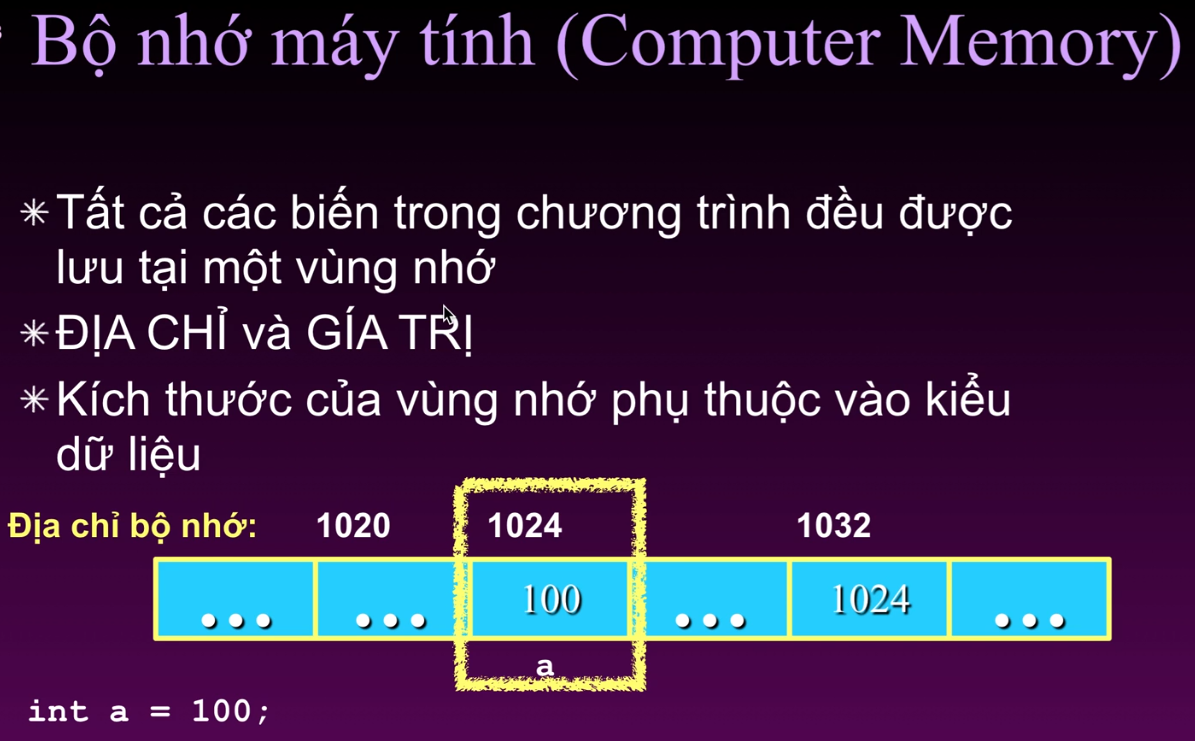 Bộ nhớ máy tính (Computer Memory)
✳Tất cả các biến trong chương trình đều được
lưu tại một vùng nhớ
✳ĐỊA CHỈ và GÍA TRỊ
✳Kích thước của vùng nhớ phụ thuộc vào kiểu
dữ liệu
Địa chỉ bộ nhớ: 1020 1024 1032
... ... 100 ... 1024 ...
a
int a = 100;